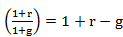 (1+r/1+g) = 1 + r − g